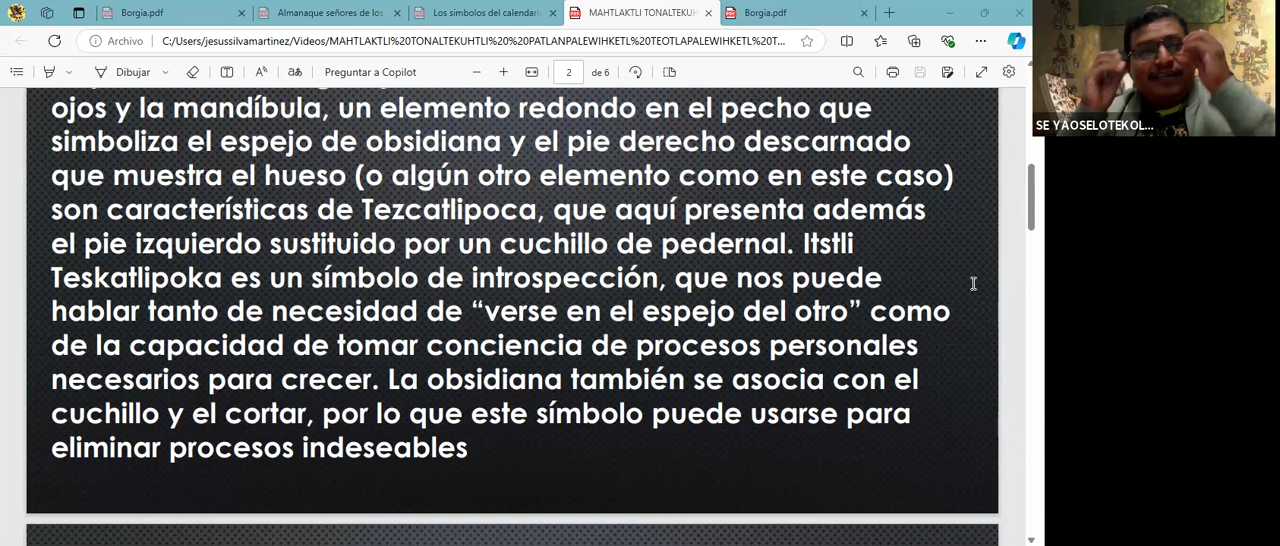 Borgia.pdf
Almanaque señores de los
Los simbolos del calendari
MAHTLAKTLI TONALTEKUH
Borgia.pdf
Archivo
C:/Users/jesussilvamartinez/Videos/MAHTLAKTLI%20TONALTEKUHTLI%20%20PATLANPALEWIHKETL%20TEOTLAPALEWIHKETL%20T...
Dibujar
Preguntar a Copilot
2
de 6
SE YAOSELOTEKOL...
ojos y la mandíbula, un elemento redondo en el pecho que
simboliza el espejo de obsidiana y el pie derecho descarnado
que muestra el hueso (o algún otro elemento como en este caso)
son características de Tezcatlipoca, que aquí presenta además
el pie izquierdo sustituido por un cuchillo de pedernal. Itstli
Teskatlipoka es un símbolo de introspección, que nos puede
hablar tanto de necesidad de “verse en el espejo del otro” como
de la capacidad de tomar conciencia de procesos personales
necesarios para crecer. La obsidiana también se asocia con el
cuchillo y el cortar, por lo que este símbolo puede usarse para
eliminar procesos indeseables